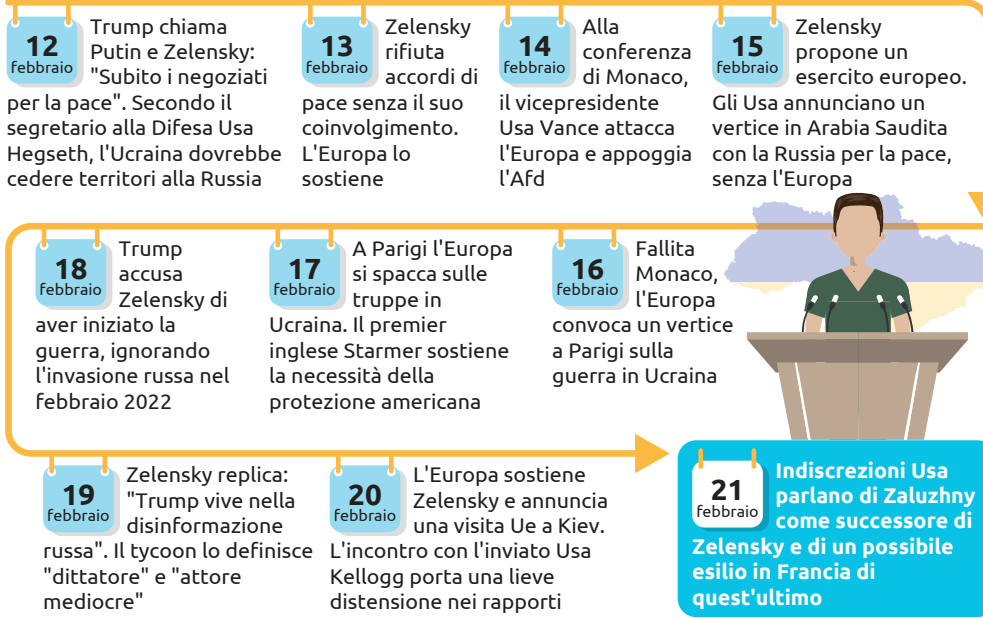 12
febbraio
Trump chiama
Putin e Zelensky:
"Subito i negoziati
per la pace". Secondo il
segretario alla Difesa Usa
Hegseth, l'Ucraina dovrebbe
cedere territori alla Russia
13
febbraio
Zelensky
rifiuta
accordi di
pace senza il suo
coinvolgimento.
L'Europa lo
sostiene
14
febbraio
Alla
conferenza
di Monaco,
il vicepresidente
Usa Vance attacca
l'Europa e appoggia
l'Afd
15
febbraio
Zelensky
propone un
esercito europeo.
Gli Usa annunciano un
vertice in Arabia Saudita
con la Russia per la pace,
senza l'Europa
16
febbraio
Fallita
Monaco,
l'Europa
convoca un vertice
a Parigi sulla
guerra in Ucraina
17
febbraio
A Parigi l'Europa
si spacca sulle
truppe in
Ucraina. Il premier
inglese Starmer sostiene
la necessità della
protezione americana
18
febbraio
Trump
accusa
Zelensky di
aver iniziato la
guerra, ignorando
l'invasione russa nel
febbraio 2022
19
febbraio
Zelensky replica:
"Trump vive nella
disinformazione
russa". Il tycoon lo definisce
"dittatore" e "attore
mediocre"
20
febbraio
L'Europa sostiene
Zelensky e annuncia
una visita Ue a Kiev.
L'incontro con l'inviato Usa
Kellogg porta una lieve
distensione nei rapporti
21
febbraio
Indiscrezioni Usa
parlano di Zaluzhny
come successore di
Zelensky e di un possibile
esilio in Francia di
quest'ultimo